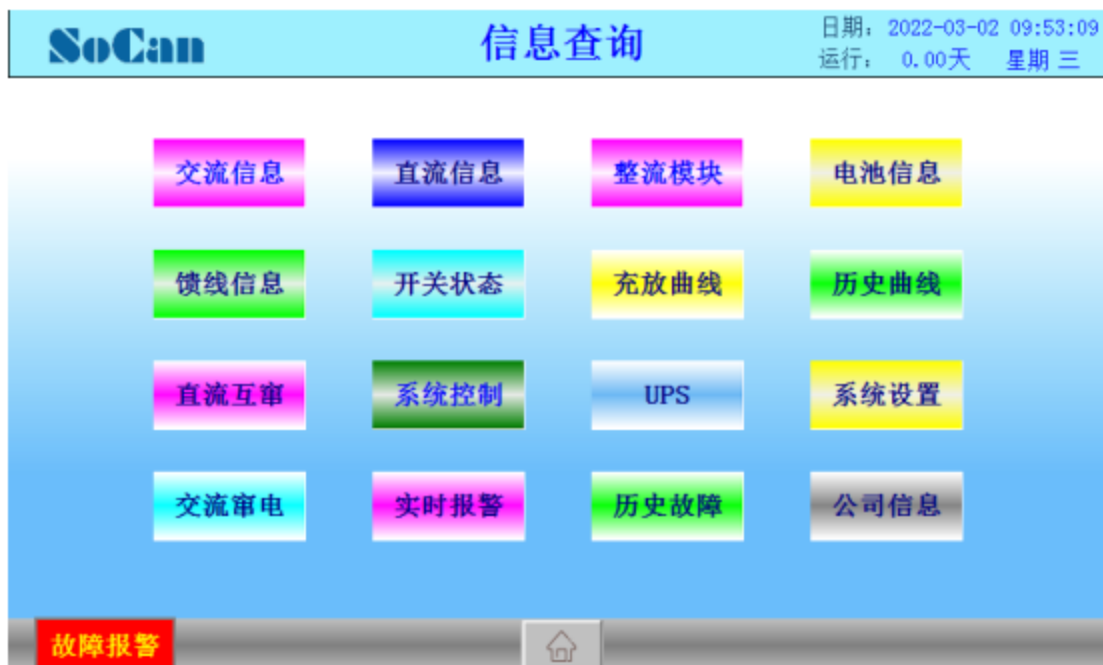 SoCan
信息查询
日期: 2022-03-02 09:53:09
运行: 0.00天 星期 三
交流信息 直流信息 整流模块 电池信息
馈线信息 开关状态 充放曲线 历史曲线
直流互窜 系统控制 UPS 系统设置
交流窜电 实时报警 历史故障 公司信息
故障报警